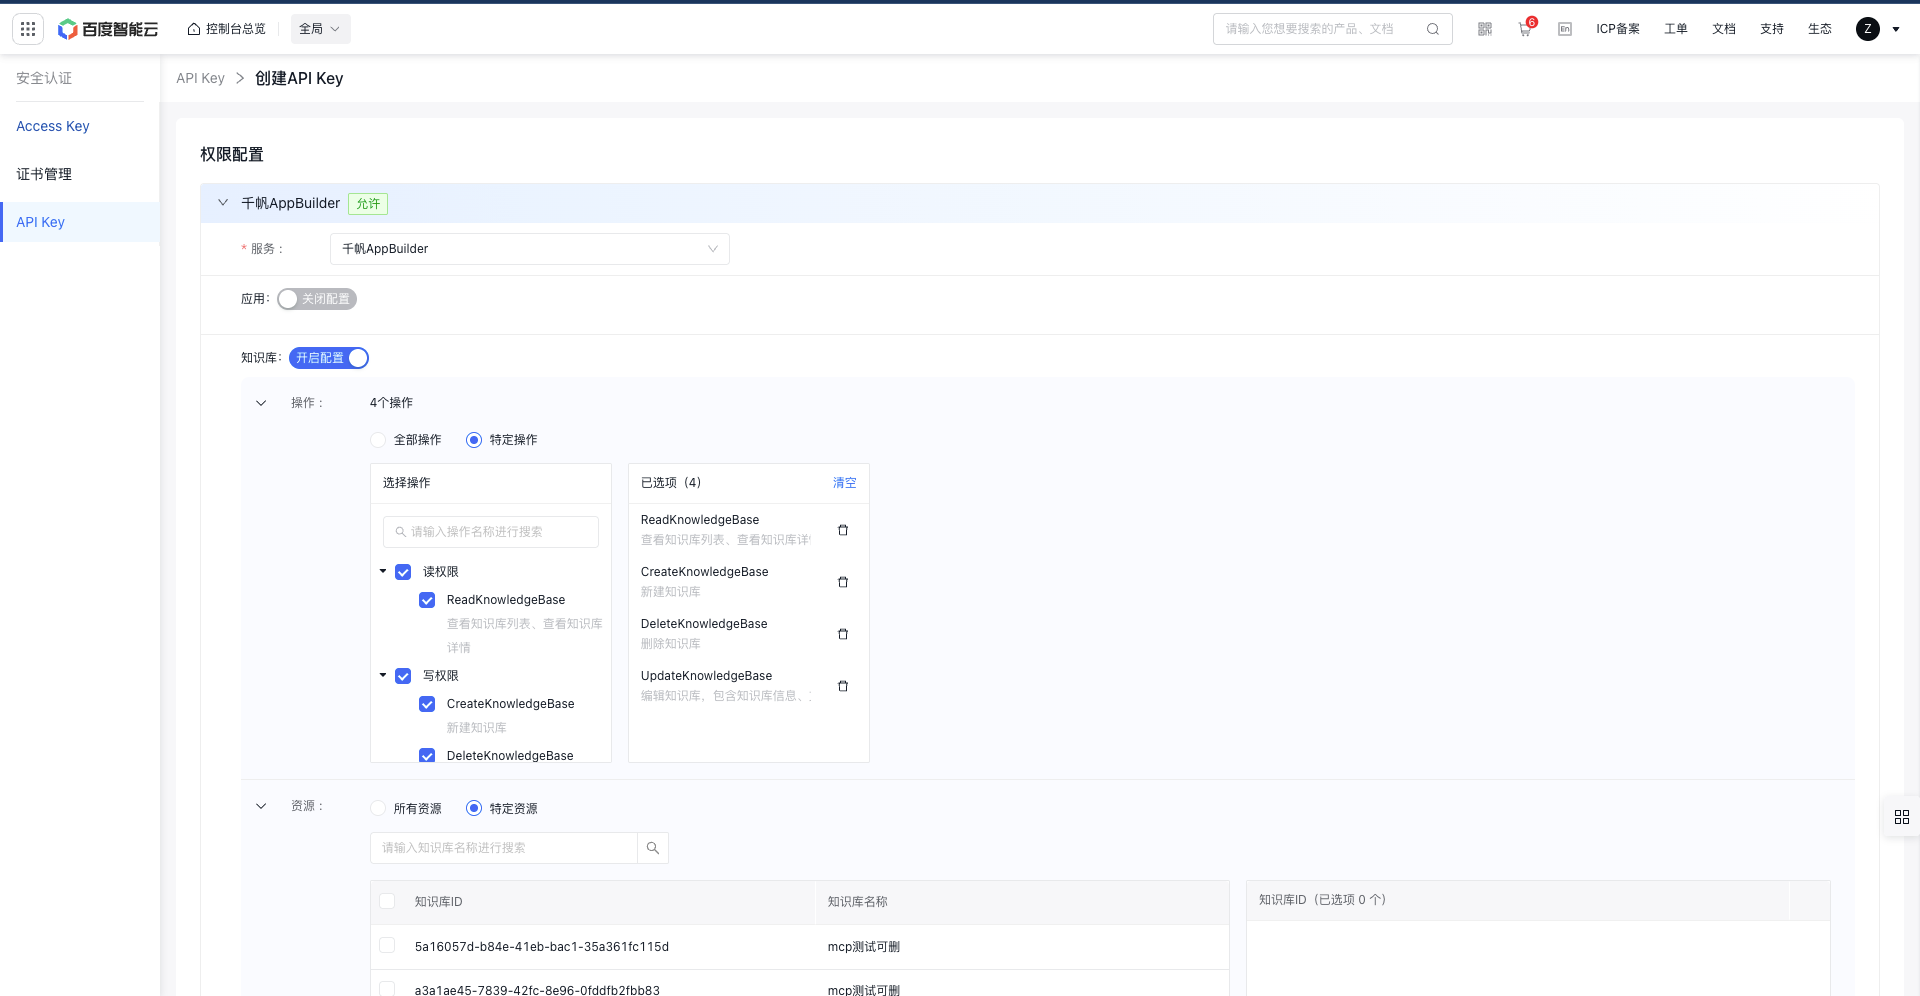 百度智能云
控制台总览
全局
请输入您想要搜索的产品、文档
6
En
ICP备案
工单
文档
支持
生态
Z
安全认证
Access Key
证书管理
API Key
API Key > 创建API Key
权限配置
千帆AppBuilder 允许
* 服务：
千帆AppBuilder
应用: 关闭配置
知识库: 开启配置
操作：
4个操作
全部操作
特定操作
选择操作
请输入操作名称进行搜索
读权限
ReadKnowledgeBase
查看知识库列表、查看知识库
详情
写权限
CreateKnowledgeBase
新建知识库
DeleteKnowledgeBase
已选项（4）
清空
ReadKnowledgeBase
查看知识库列表、查看知识库详
CreateKnowledgeBase
新建知识库
DeleteKnowledgeBase
删除知识库
UpdateKnowledgeBase
编辑知识库，包含知识库信息、
资源：
所有资源
特定资源
请输入知识库名称进行搜索
知识库ID
知识库名称
5a16057d-b84e-41eb-bac1-35a361fc115d
mcp测试可删
a3a1ae45-7839-42fc-8e96-0fddfb2fbb83
mcp测试可删
知识库ID（已选项 0 个）